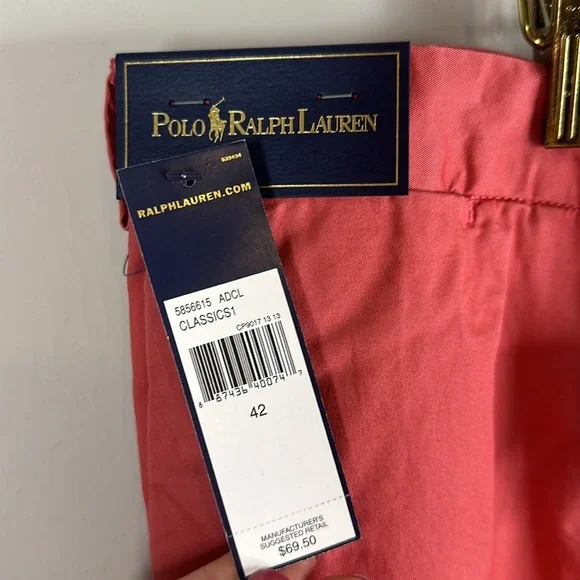 POLO RALPH LAUREN
535494
RALPHLAUREN.COM
5856615 ADCL
CLASSICS1
CP9017 13 13
8 87436 40074 7
42
MANUFACTURER'S
SUGGESTED RETAIL
$69.50